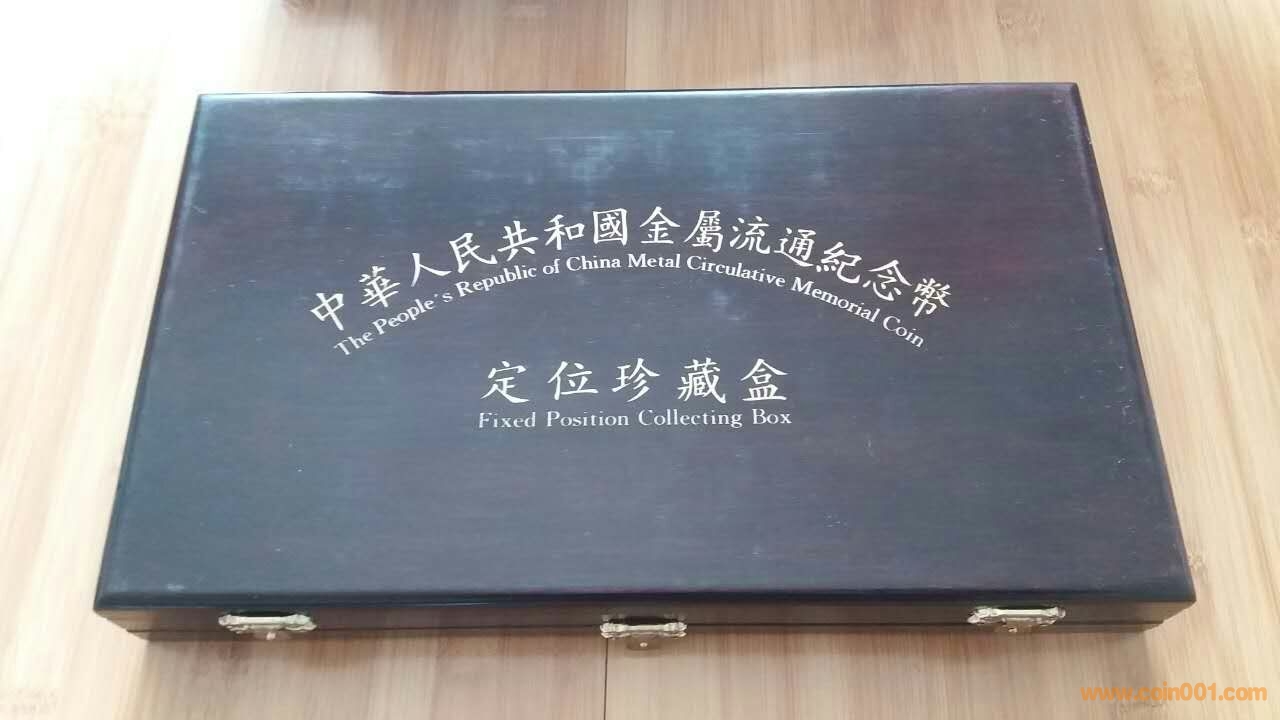 中華人民共和國金屬流通紀念幣
The People's Republic of China Metal Circulative Memorial Coin
定位珍藏盒
Fixed Position Collecting Box
www.coin001.com